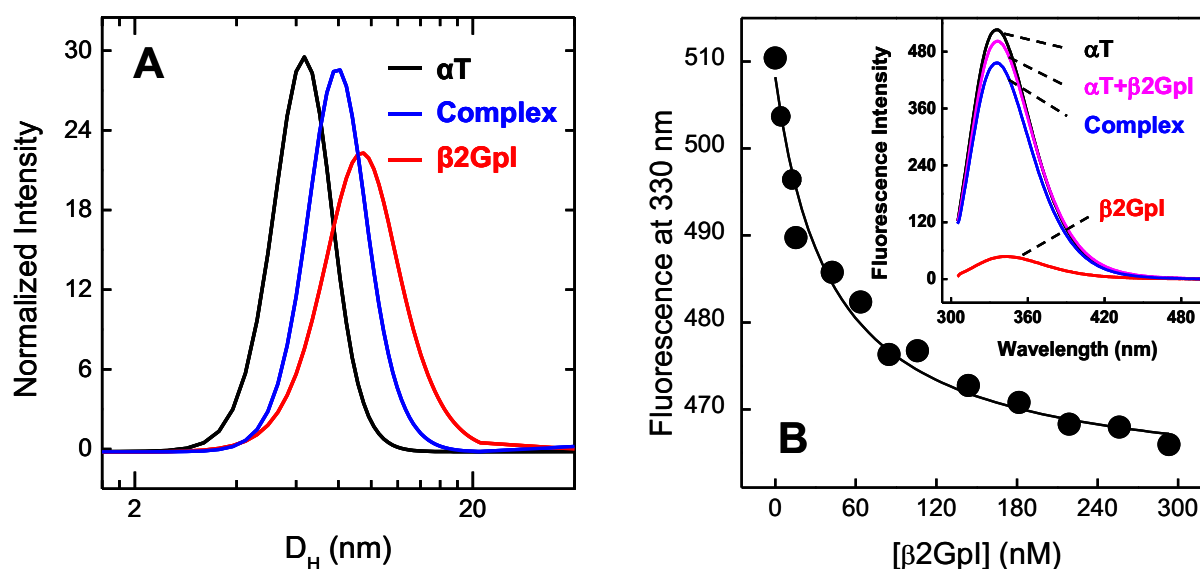 A
αT
Complex
β2GpI
Normalized Intensity
30
24
18
12
6
0
2
20
D_H (nm)
B
Fluorescence at 330 nm
510
500
490
480
470
0
60
120
180
240
300
[β2GpI] (nM)
Fluorescence Intensity
480
360
240
120
0
300
360
420
480
Wavelength (nm)
αT
αT+β2GpI
Complex
β2GpI